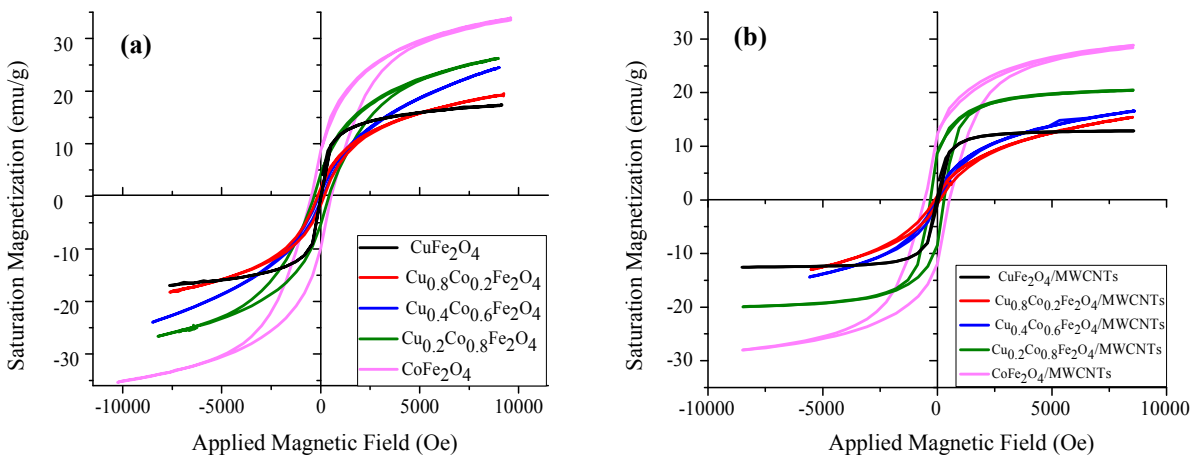 (a)
Saturation Magnetization (emu/g)
30
20
10
0
-10
-20
-30
CuFe2O4
Cu0.8Co0.2Fe2O4
Cu0.4Co0.6Fe2O4
Cu0.2Co0.8Fe2O4
CoFe2O4
-10000 -5000 0 5000 10000
Applied Magnetic Field (Oe)
(b)
Saturation Magnetization (emu/g)
30
20
10
0
-10
-20
-30
CuFe2O4/MWCNTs
Cu0.8Co0.2Fe2O4/MWCNTs
Cu0.4Co0.6Fe2O4/MWCNTs
Cu0.2Co0.8Fe2O4/MWCNTs
CoFe2O4/MWCNTs
-10000 -5000 0 5000 10000
Applied Magnetic Field (Oe)